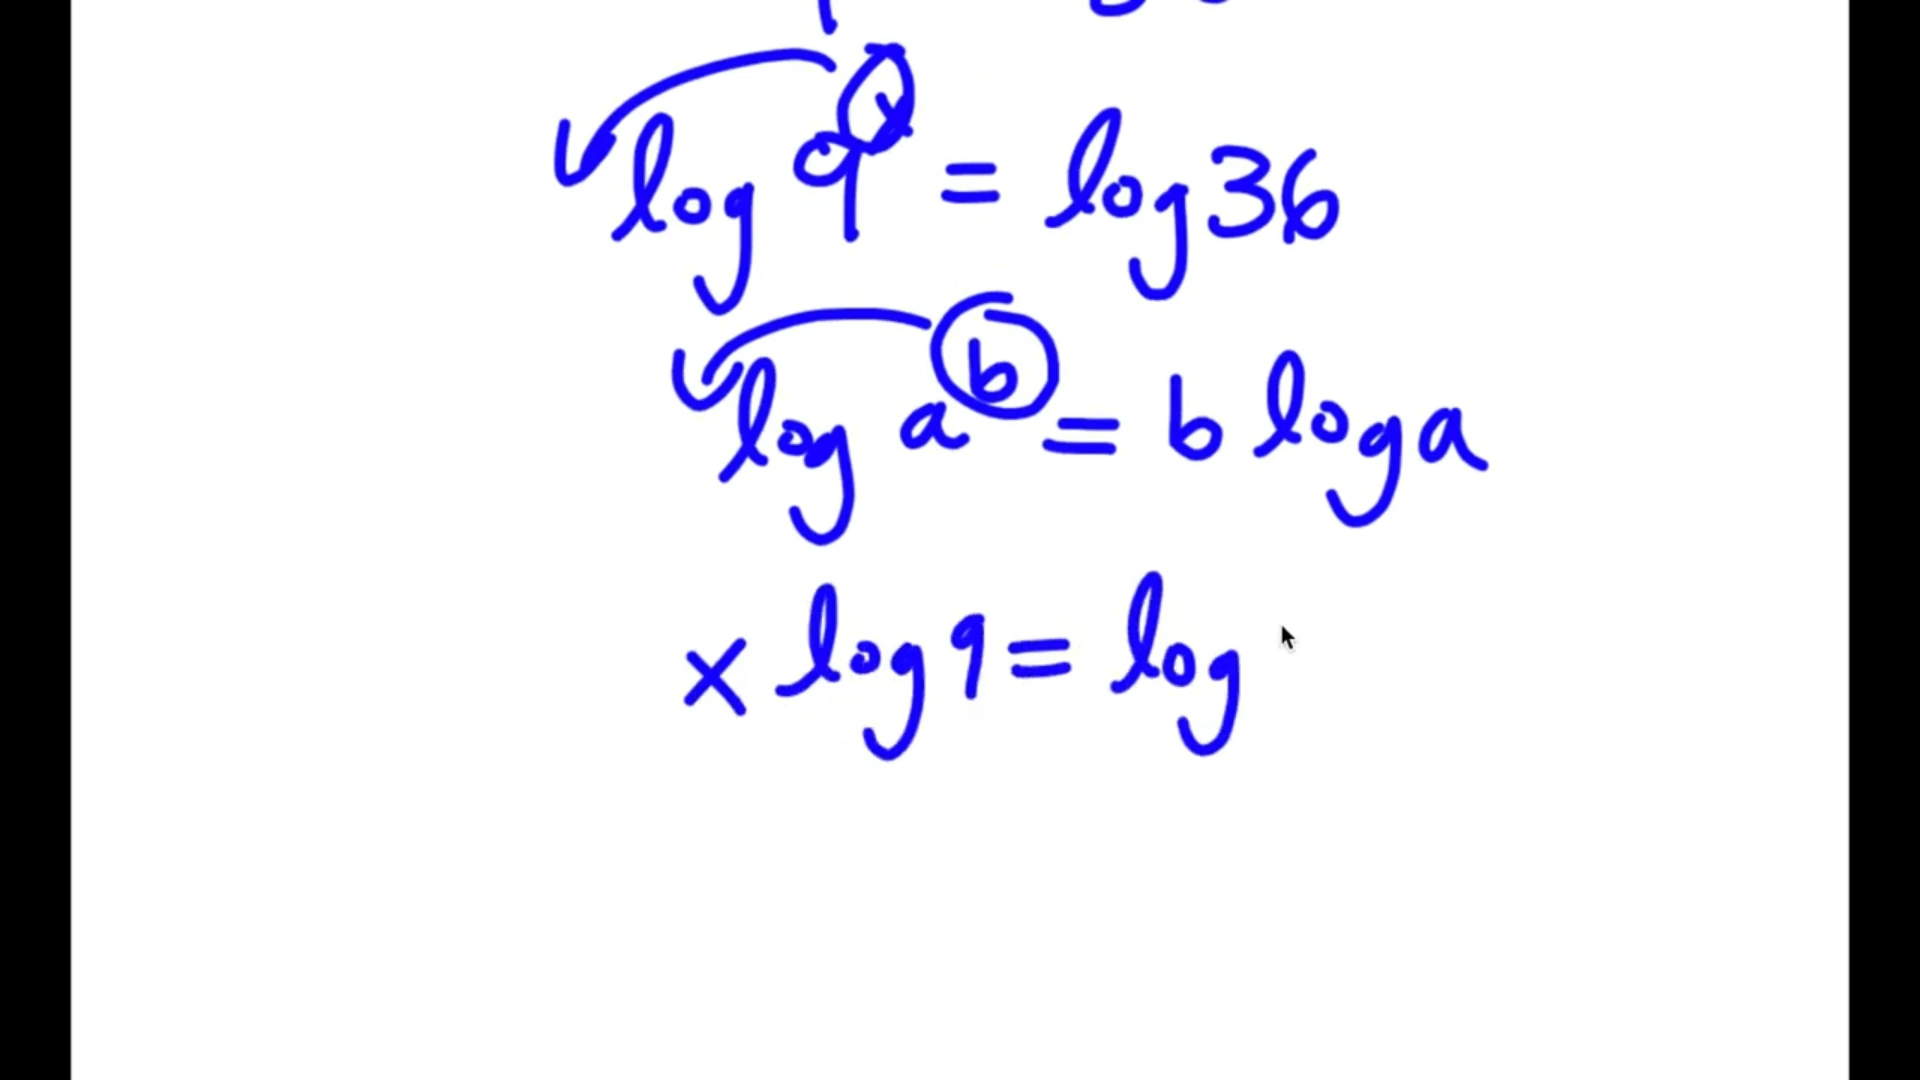 log 9^x = log 36
log a^b = b log a
x log 9 = log